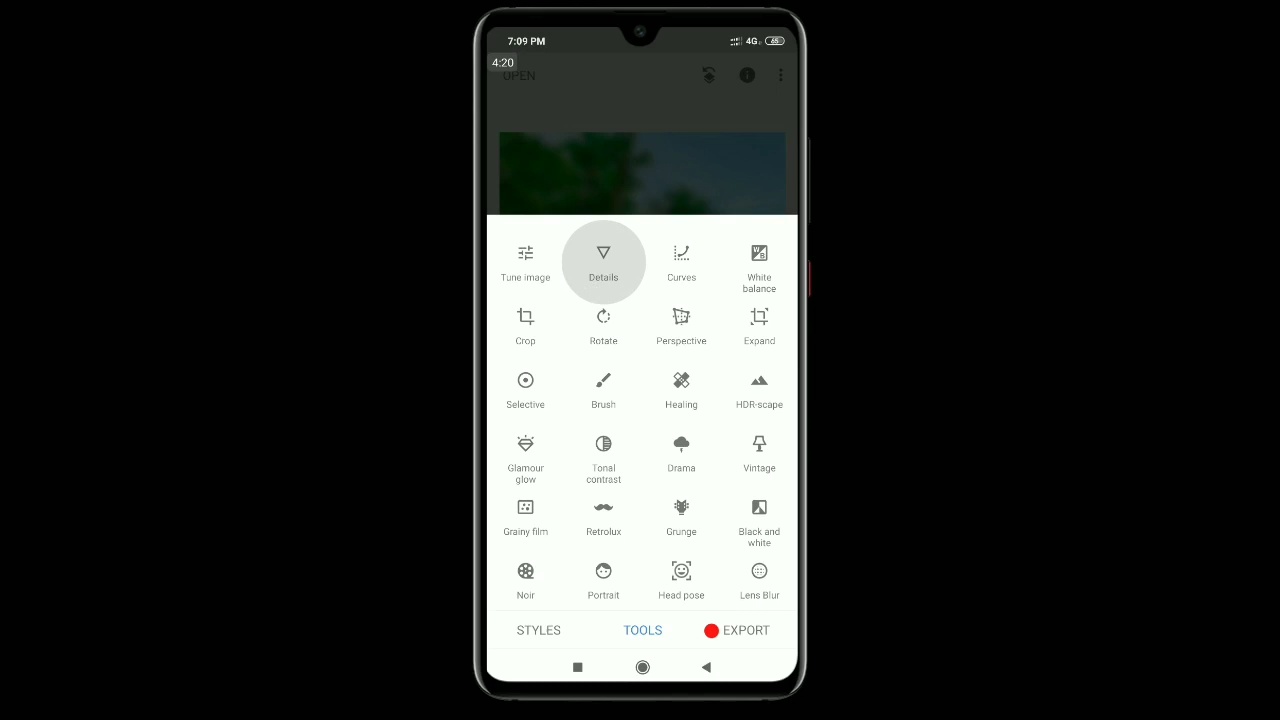 7:09 PM
4G
65
4:20
OPEN
Tune image
Details
Curves
White
balance
Crop
Rotate
Perspective
Expand
Selective
Brush
Healing
HDR-scape
Glamour
glow
Tonal
contrast
Drama
Vintage
Grainy film
Retrolux
Grunge
Black and
white
Noir
Portrait
Head pose
Lens Blur
STYLES
TOOLS
EXPORT